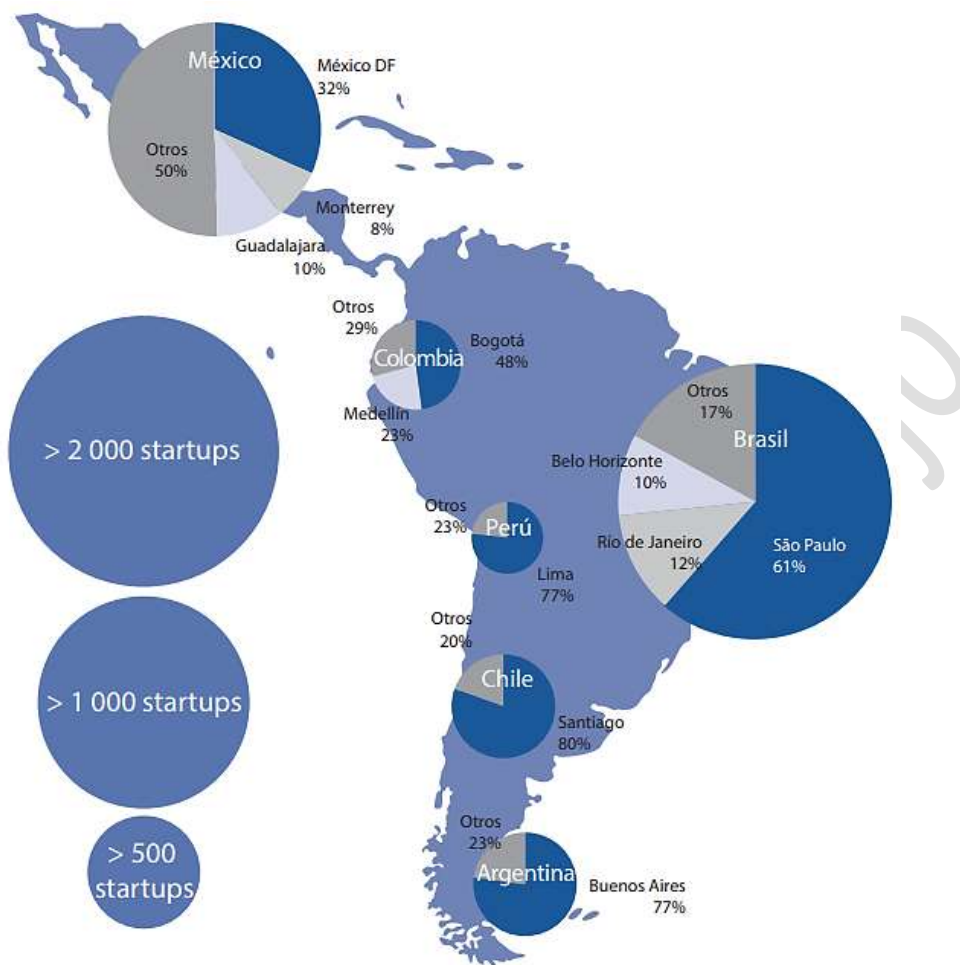 México
México DF
32%
Otros
50%
Monterrey
8%
Guadalajara
10%
Otros
29%
Colombia
Bogotá
48%
Medellín
23%
> 2 000 startups
Otros
17%
Brasil
Belo Horizonte
10%
Río de Janeiro
12%
São Paulo
61%
Otros
23%
Perú
Lima
77%
Otros
20%
Chile
Santiago
80%
> 1 000 startups
> 500
startups
Otros
23%
Argentina
Buenos Aires
77%